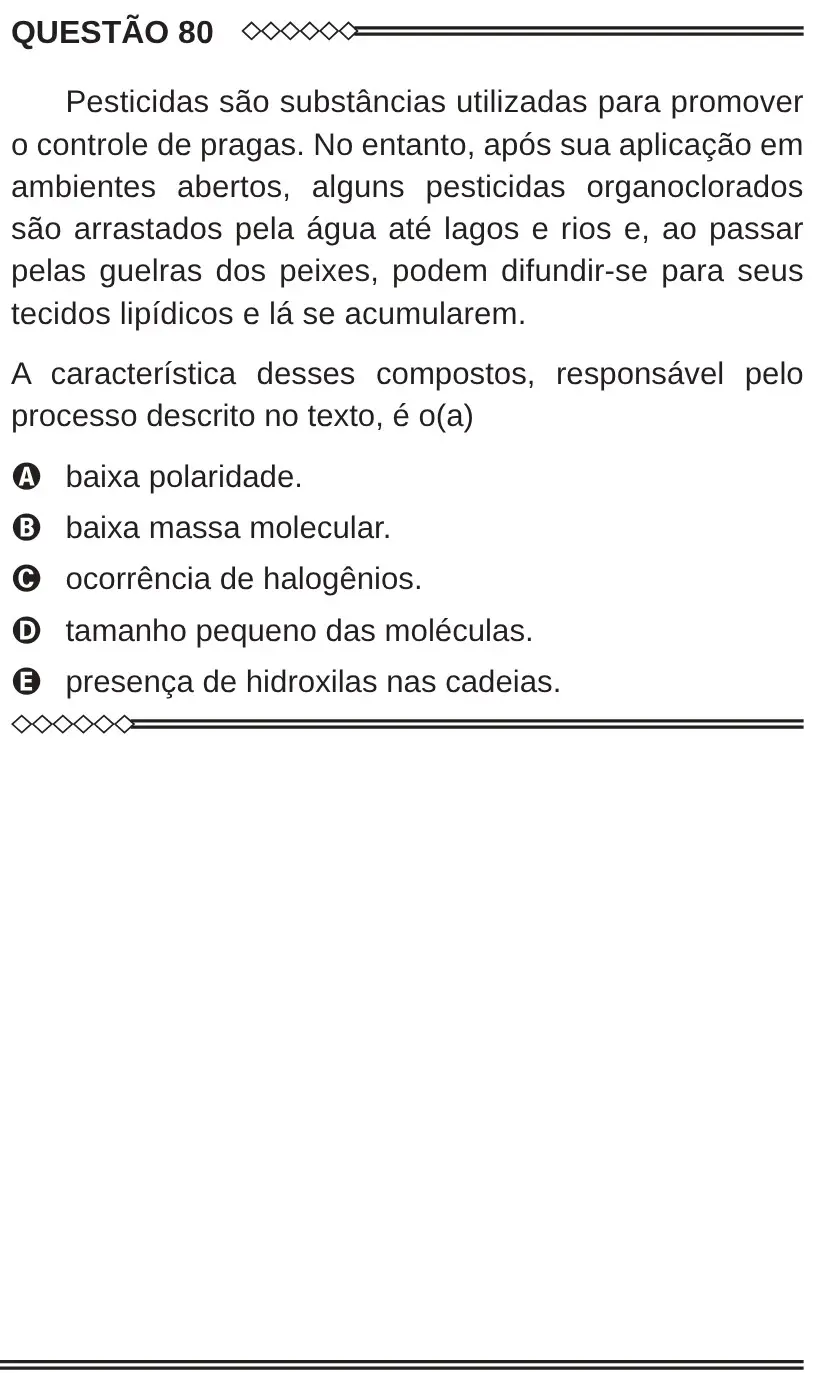 QUESTÃO 80
Pesticidas são substâncias utilizadas para promover
o controle de pragas. No entanto, após sua aplicação em
ambientes abertos, alguns pesticidas organoclorados
são arrastados pela água até lagos e rios e, ao passar
pelas guelras dos peixes, podem difundir-se para seus
tecidos lipídicos e lá se acumularem.
A característica desses compostos, responsável pelo
processo descrito no texto, é o(a)
A baixa polaridade.
B baixa massa molecular.
C ocorrência de halogênios.
D tamanho pequeno das moléculas.
E presença de hidroxilas nas cadeias.